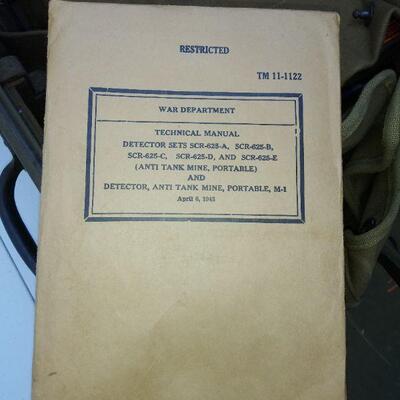 RESTRICTED
TM 11-1122
WAR DEPARTMENT
TECHNICAL MANUAL
DETECTOR SETS SCR-625-A, SCR-625-B,
SCR-625-C, SCR-625-D, AND SCR-625-E
(ANTI TANK MINE, PORTABLE)
AND
DETECTOR, ANTI TANK MINE, PORTABLE, M-1
April 6, 1943